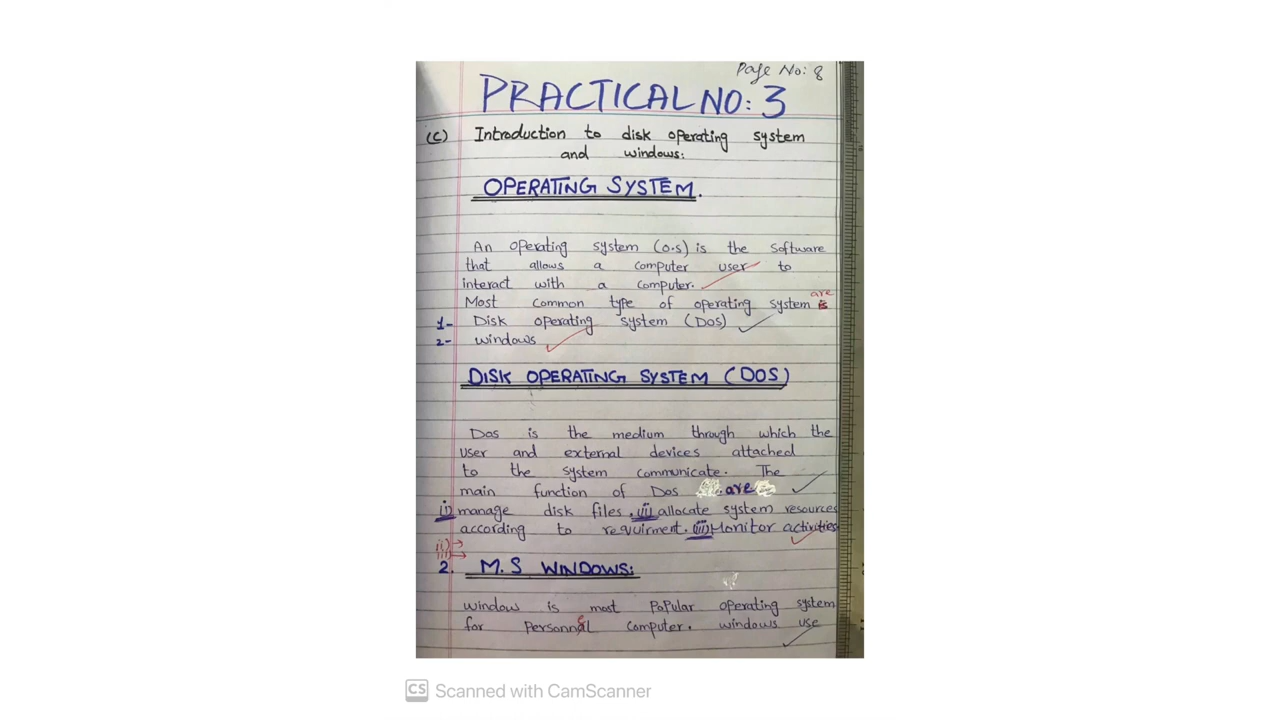 Page No: 8
PRACTICAL NO: 3
(C) Introduction to disk operating system
and windows:
OPERATING SYSTEM.
An operating system (o.s) is the software
that allows a computer user to
interact with a computer.
are
Most common type of operating system is
1- Disk operating system (Dos)
2- windows
DISK OPERATING SYSTEM (DOS)
Dos is the medium through which the
user and external devices attached
to the system communicate. The
main function of Dos are
(i) manage disk files. (ii) allocate system resources
according to requirment. (iii) Monitor activities
ii) →
iii) →
2. M.S WINDOWS:
window is most Popular operating system
for Personnal computer. windows use
CS Scanned with CamScanner